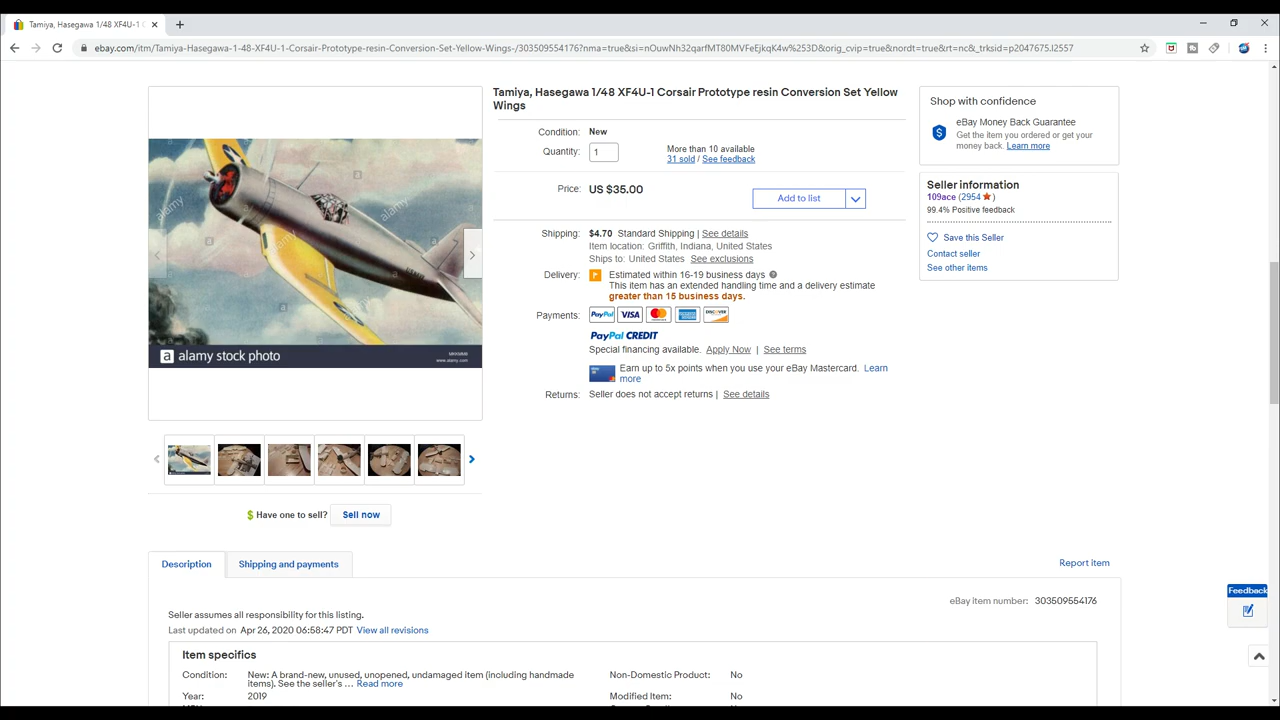 Tamiya, Hasegawa 1/48 XF4U-1 C
ebay.com/itm/Tamiya-Hasegawa-1-48-XF4U-1-Corsair-Prototype-resin-Conversion-Set-Yellow-Wings-/303509554176?nma=true&si=nOuwNh32qarfMT80MVFeEjkqK4w%253D&orig_cvip=true&nordt=true&rt=nc&_trksid=p2047675.l2557
Tamiya, Hasegawa 1/48 XF4U-1 Corsair Prototype resin Conversion Set Yellow
Wings
Condition: New
Quantity: 1
More than 10 available
31 sold / See feedback
Price: US $35.00
Add to list
Shipping: $4.70 Standard Shipping | See details
Item location: Griffith, Indiana, United States
Ships to: United States See exclusions
Delivery: Estimated within 16-19 business days
This item has an extended handling time and a delivery estimate
greater than 15 business days.
Payments: PayPal VISA DISCOVER
PayPal CREDIT
Special financing available. Apply Now | See terms
Earn up to 5x points when you use your eBay Mastercard. Learn
more
Returns: Seller does not accept returns | See details
Shop with confidence
eBay Money Back Guarantee
Get the item you ordered or get your
money back. Learn more
Seller information
109ace (2954)
99.4% Positive feedback
Save this Seller
Contact seller
See other items
alamy
alamy
alamy
alamy
a alamy stock photo
www.alamy.com
Have one to sell? Sell now
Description
Shipping and payments
Report item
Feedback
eBay item number: 303509554176
Seller assumes all responsibility for this listing.
Last updated on Apr 26, 2020 06:58:47 PDT View all revisions
Item specifics
Condition: New: A brand-new, unused, unopened, undamaged item (including handmade
items). See the seller's ... Read more
Non-Domestic Product: No
Year: 2019
Modified Item: No